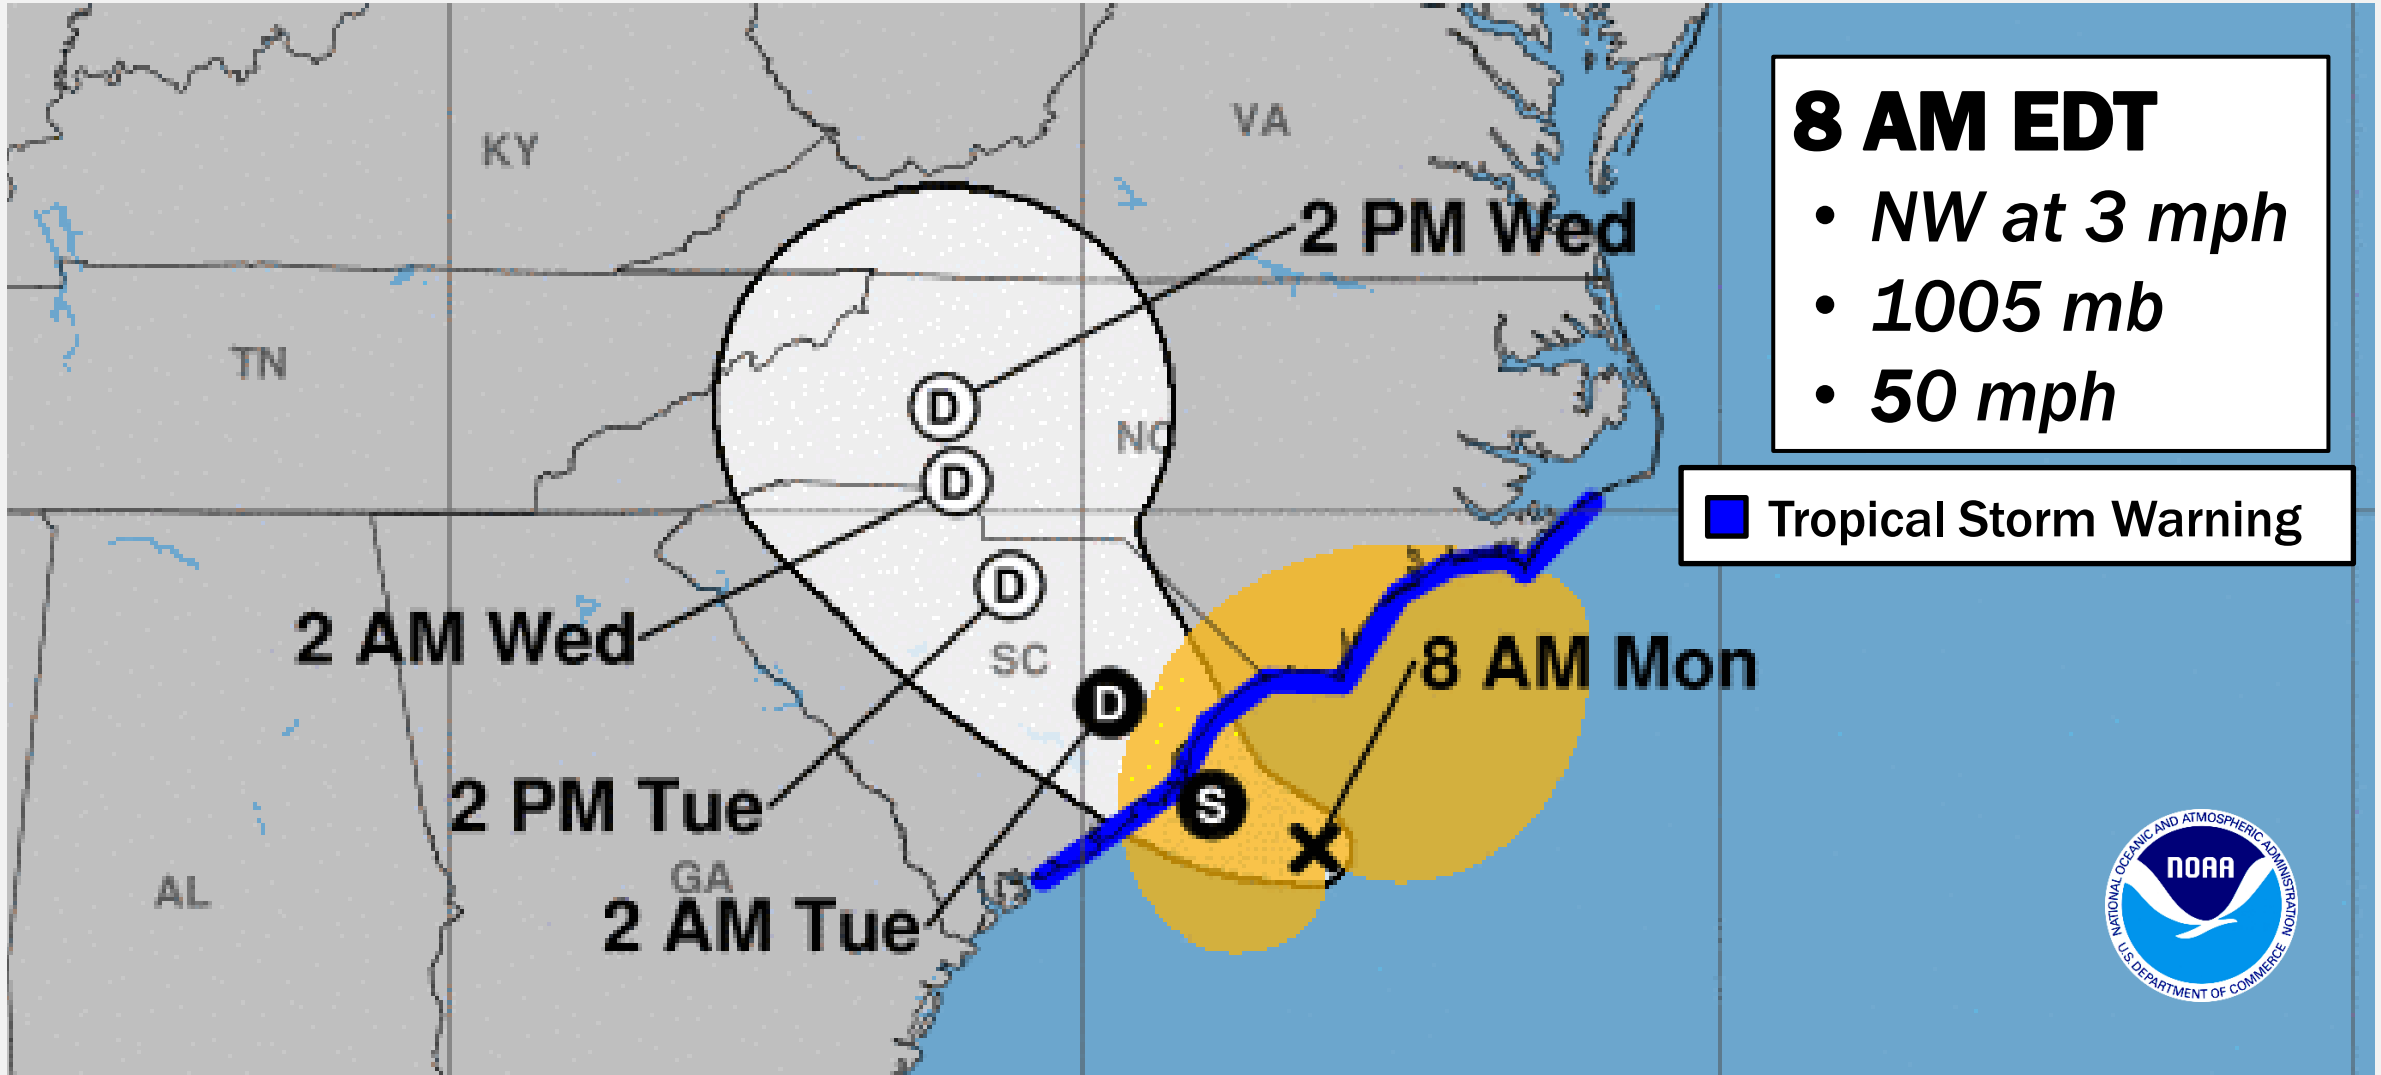 8 AM EDT
• NW at 3 mph
• 1005 mb
• 50 mph
Tropical Storm Warning
KY
VA
2 PM Wed
TN
D
NC
D
D
2 AM Wed
SC
8 AM Mon
D
2 PM Tue
S
GA
AL
2 AM Tue
NATIONAL OCEANIC AND ATMOSPHERIC ADMINISTRATION
NOAA
U.S. DEPARTMENT OF COMMERCE